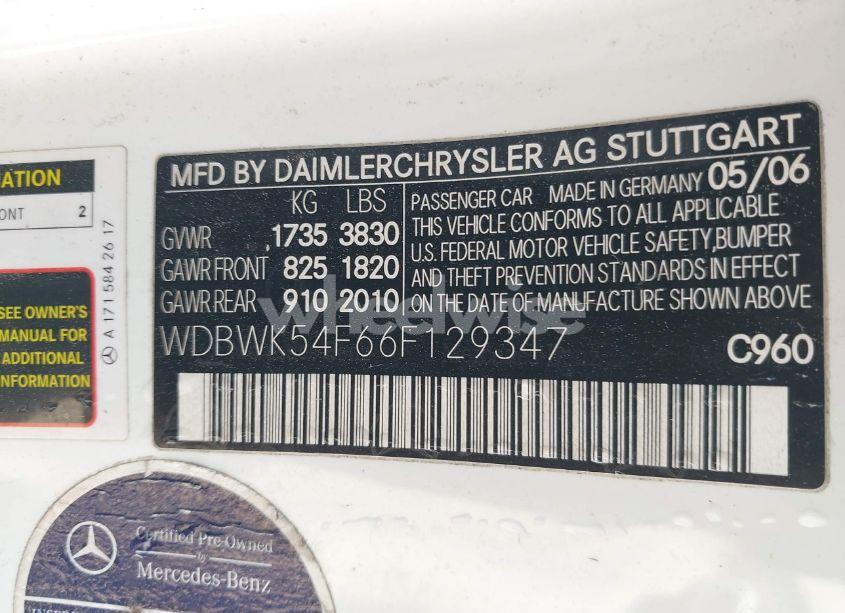 MATION
ONT 2
A 171 584 26 17
SEE OWNER'S
MANUAL FOR
ADDITIONAL
INFORMATION
MFD BY DAIMLERCHRYSLER AG STUTTGART
KG LBS
GVWR 1735 3830
GAWR FRONT 825 1820
GAWR REAR 910 2010
PASSENGER CAR MADE IN GERMANY 05/06
THIS VEHICLE CONFORMS TO ALL APPLICABLE
U.S. FEDERAL MOTOR VEHICLE SAFETY,BUMPER
AND THEFT PREVENTION STANDARDS IN EFFECT
ON THE DATE OF MANUFACTURE SHOWN ABOVE
wheelwise
WDBWK54F66F129347 C960
Certified Pre-Owned
by
Mercedes-Benz